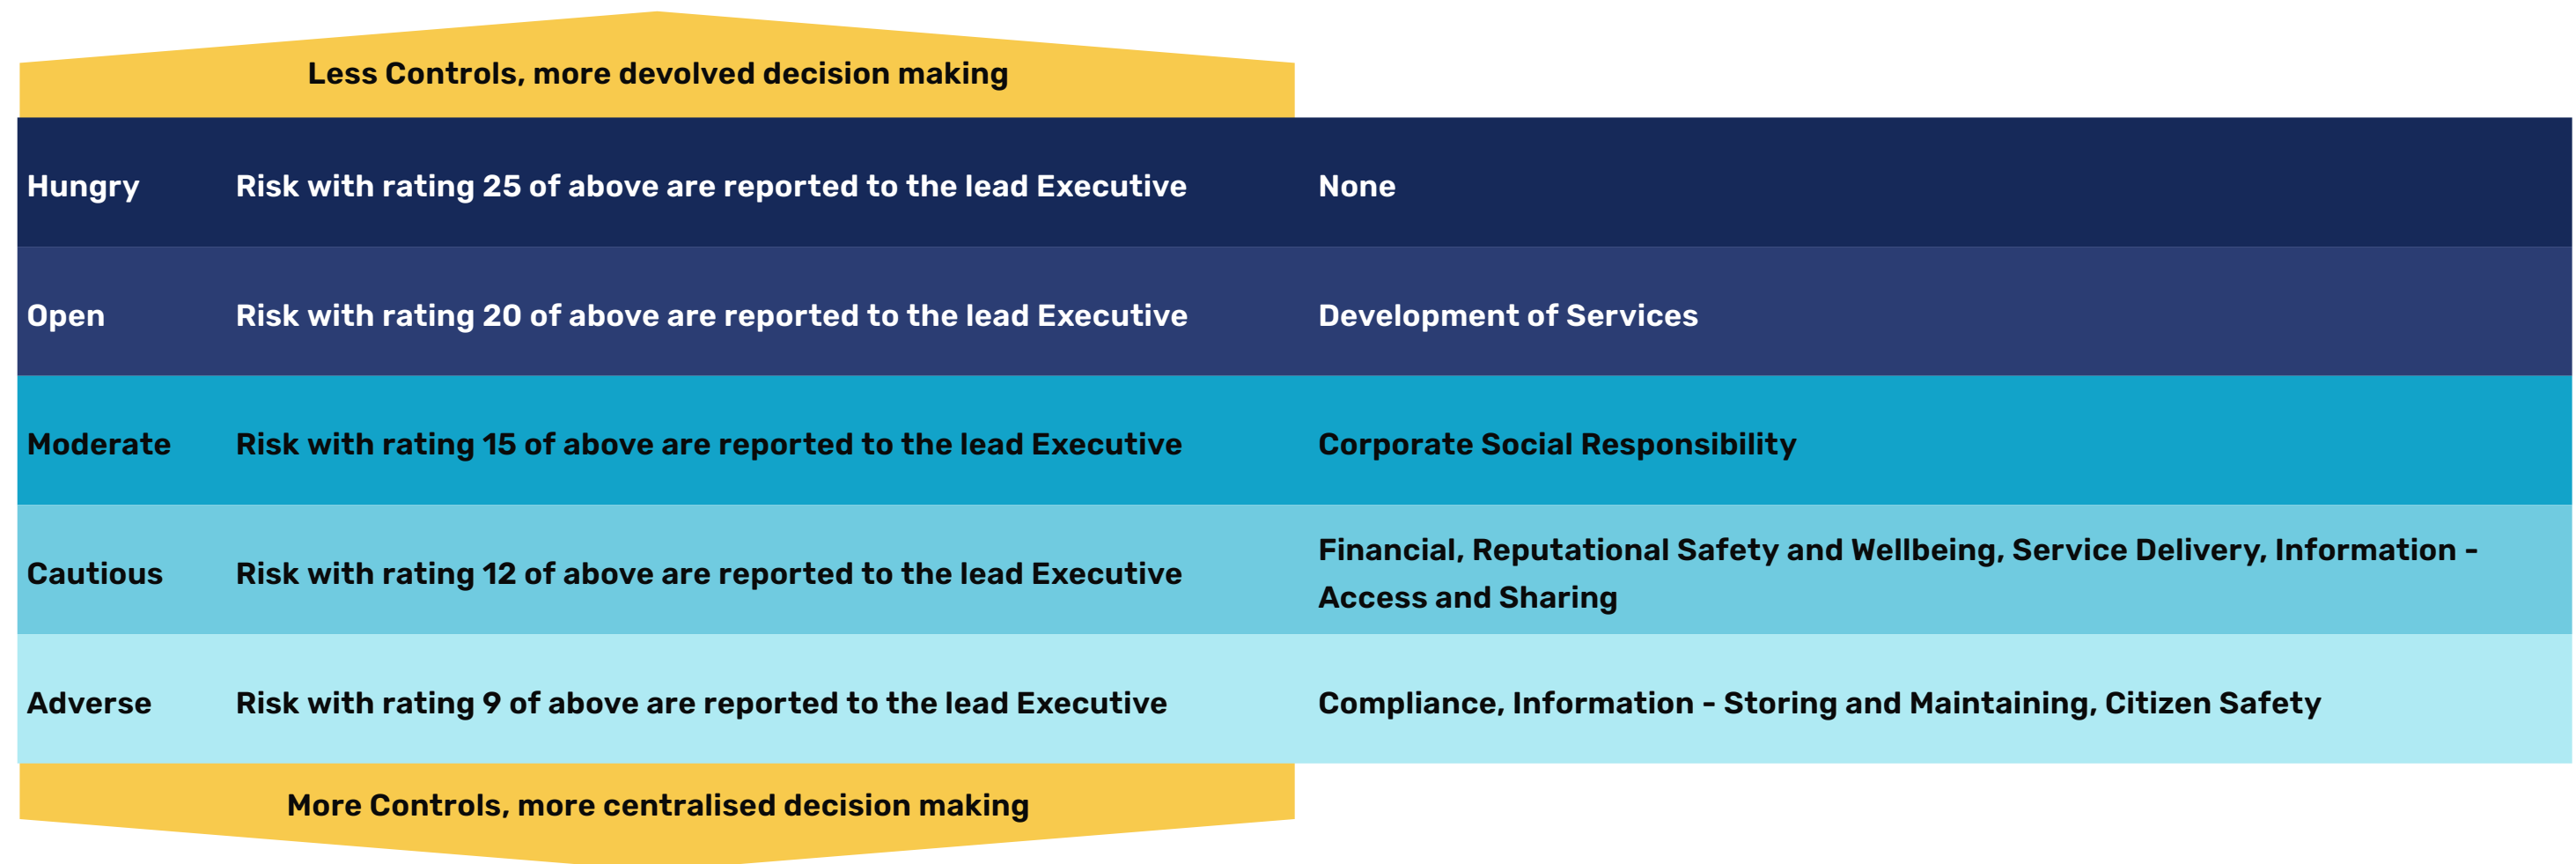 Less Controls, more devolved decision making
Hungry Risk with rating 25 of above are reported to the lead Executive None
Open Risk with rating 20 of above are reported to the lead Executive Development of Services
Moderate Risk with rating 15 of above are reported to the lead Executive Corporate Social Responsibility
Cautious Risk with rating 12 of above are reported to the lead Executive Financial, Reputational Safety and Wellbeing, Service Delivery, Information -
Access and Sharing
Adverse Risk with rating 9 of above are reported to the lead Executive Compliance, Information - Storing and Maintaining, Citizen Safety
More Controls, more centralised decision making